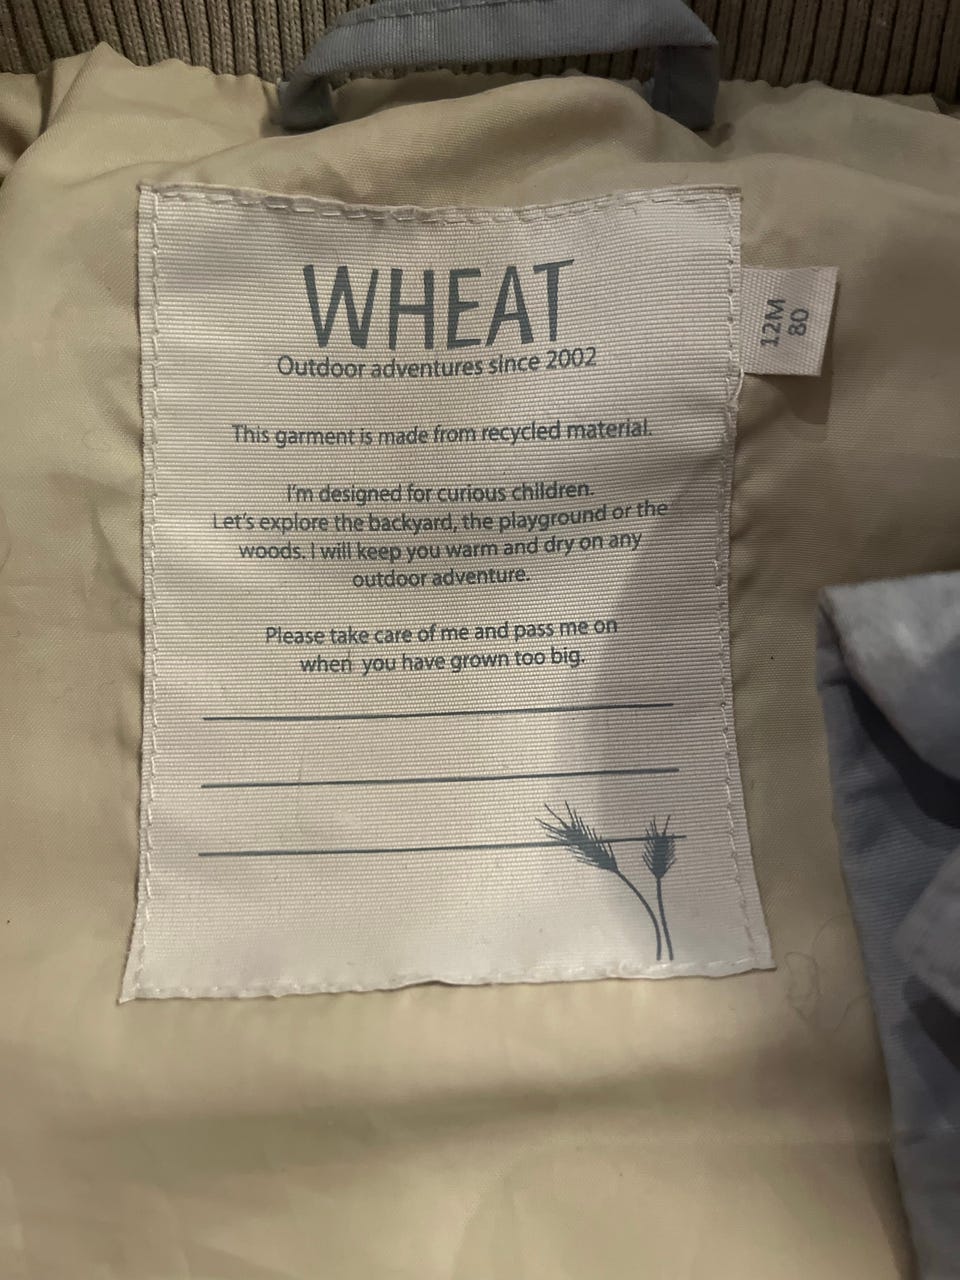 WHEAT
Outdoor adventures since 2002
12M
80
This garment is made from recycled material.
I'm designed for curious children.
Let's explore the backyard, the playground or the
woods. I will keep you warm and dry on any
outdoor adventure.
Please take care of me and pass me on
when you have grown too big.